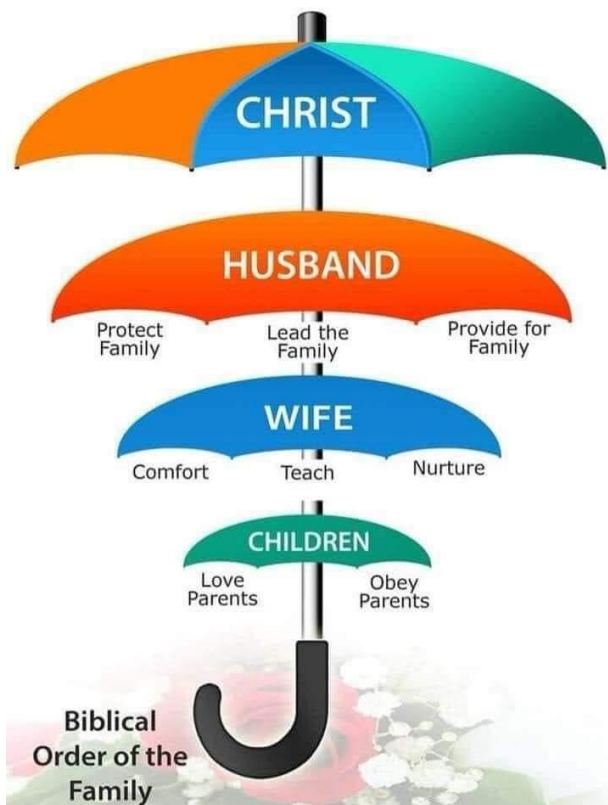 CHRIST
HUSBAND
Protect
Family
Lead the
Family
Provide for
Family
WIFE
Comfort
Teach
Nurture
CHILDREN
Love
Parents
Obey
Parents
Biblical
Order of the
Family